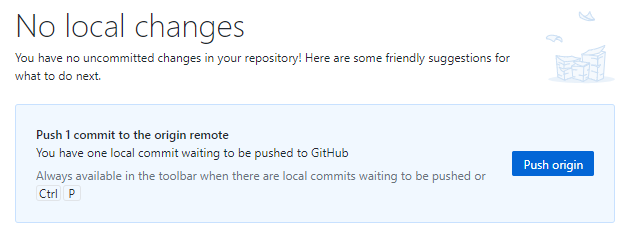 No local changes
You have no uncommitted changes in your repository! Here are some friendly suggestions for
what to do next.
Push 1 commit to the origin remote
You have one local commit waiting to be pushed to GitHub
Push origin
Always available in the toolbar when there are local commits waiting to be pushed or
Ctrl P